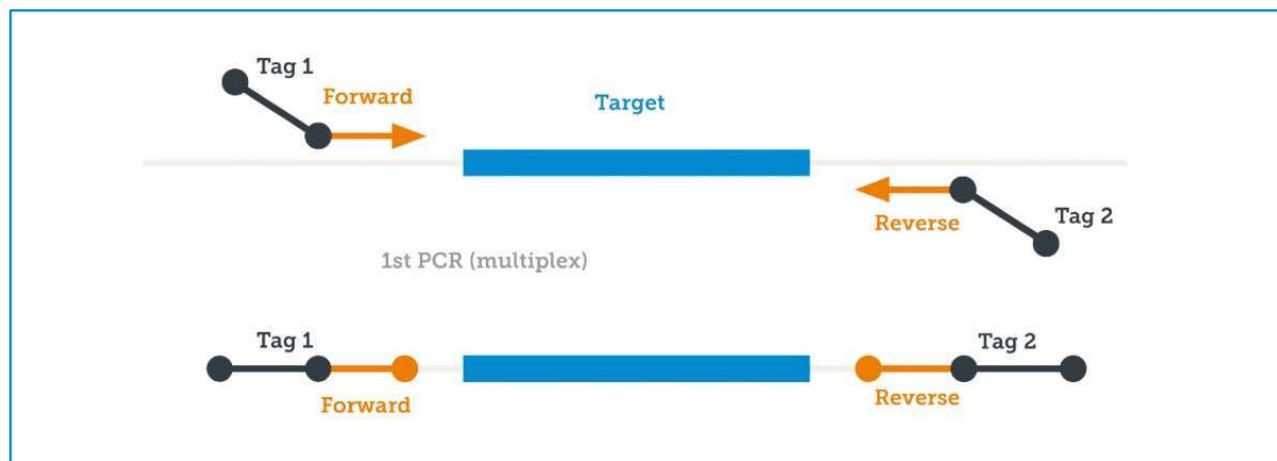 Tag 1
Forward
Target
Reverse
Tag 2
1st PCR (multiplex)
Tag 1
Tag 2
Forward
Reverse